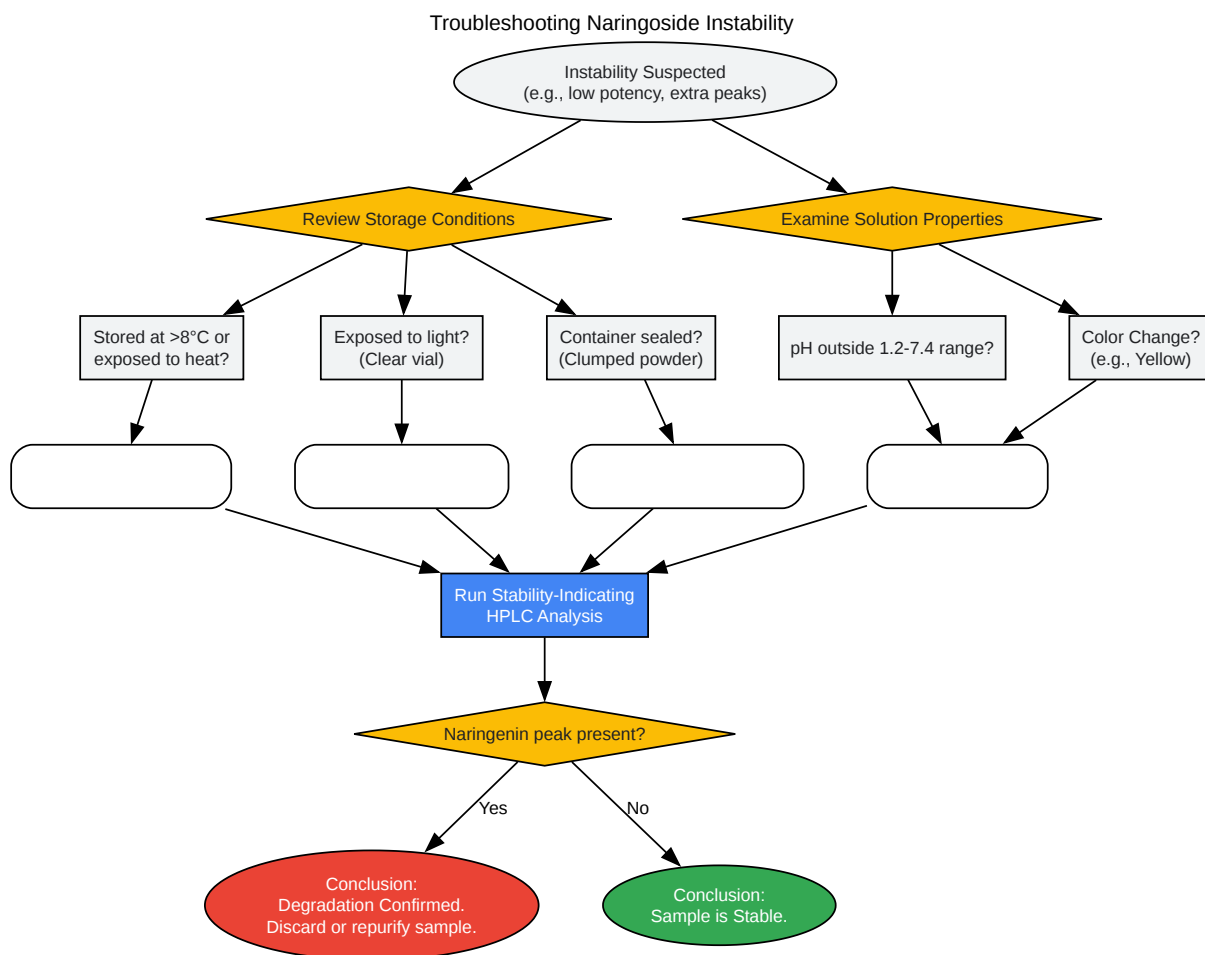 Troubleshooting Naringoside Instability
Instability Suspected
(e.g., low potency, extra peaks)
Review Storage Conditions
Examine Solution Properties
Stored at >8°C or
exposed to heat?
Exposed to light?
(Clear vial)
Container sealed?
(Clumped powder)
pH outside 1.2-7.4 range?
Color Change?
(e.g., Yellow)
Run Stability-Indicating
HPLC Analysis
Naringenin peak present?
Yes
No
Conclusion:
Degradation Confirmed.
Discard or repurify sample.
Conclusion:
Sample is Stable.